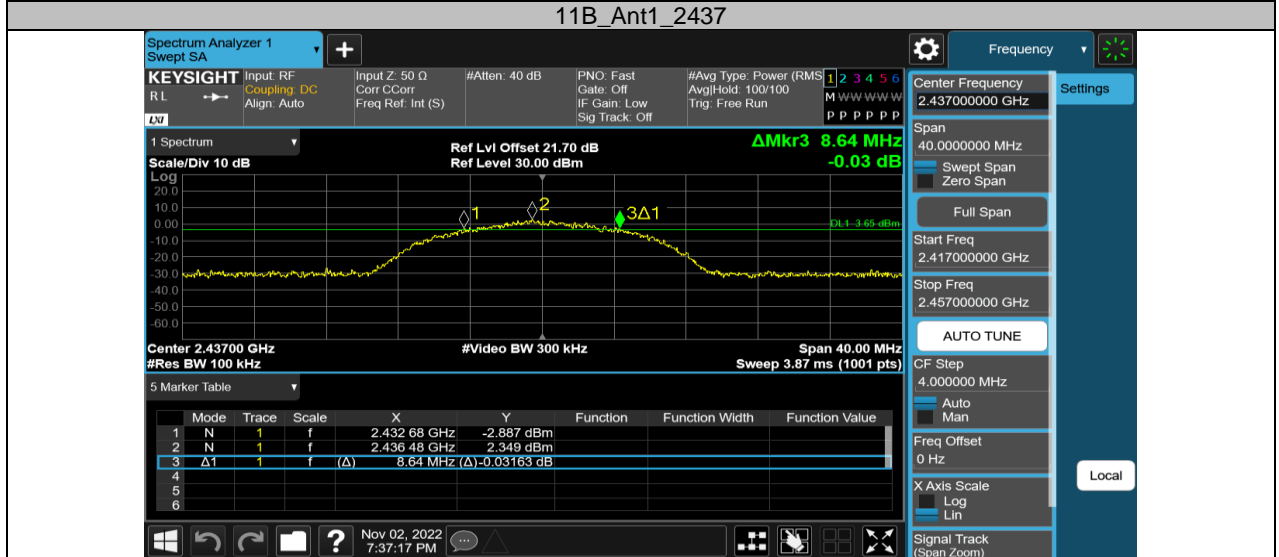 11B_Ant1_2437
Spectrum Analyzer 1
Swept SA
Frequency
KEYSIGHT
RL
LXI
Input: RF
Coupling: DC
Align: Auto
Input Z: 50 Ω
Corr CCorr
Freq Ref: Int (S)
#Atten: 40 dB
PNO: Fast
Gate: Off
IF Gain: Low
Sig Track: Off
#Avg Type: Power (RMS
Avg|Hold: 100/100
Trig: Free Run
1 2 3 4 5 6
M W W W W W
P P P P P P
Center Frequency
2.437000000 GHz
Settings
Span
40.0000000 MHz
Swept Span
Zero Span
Full Span
Start Freq
2.417000000 GHz
Stop Freq
2.457000000 GHz
AUTO TUNE
CF Step
4.000000 MHz
Auto
Man
Freq Offset
0 Hz
X Axis Scale
Log
Lin
Signal Track
(Span Zoom)
Local
1 Spectrum
Scale/Div 10 dB
Log
Ref Lvl Offset 21.70 dB
Ref Level 30.00 dBm
ΔMkr3 8.64 MHz
-0.03 dB
20.0
10.0
0.00
-10.0
-20.0
-30.0
-40.0
-50.0
-60.0
1
2
3Δ1
DL1 -3.65 dBm
Center 2.43700 GHz
#Video BW 300 kHz
Span 40.00 MHz
#Res BW 100 kHz
Sweep 3.87 ms (1001 pts)
5 Marker Table
Mode Trace Scale X Y Function Function Width Function Value
1 N 1 f 2.432 68 GHz -2.887 dBm
2 N 1 f 2.436 48 GHz 2.349 dBm
3 Δ1 1 f (Δ) 8.64 MHz (Δ) -0.03163 dB
4
5
6
?
Nov 02, 2022
7:37:17 PM